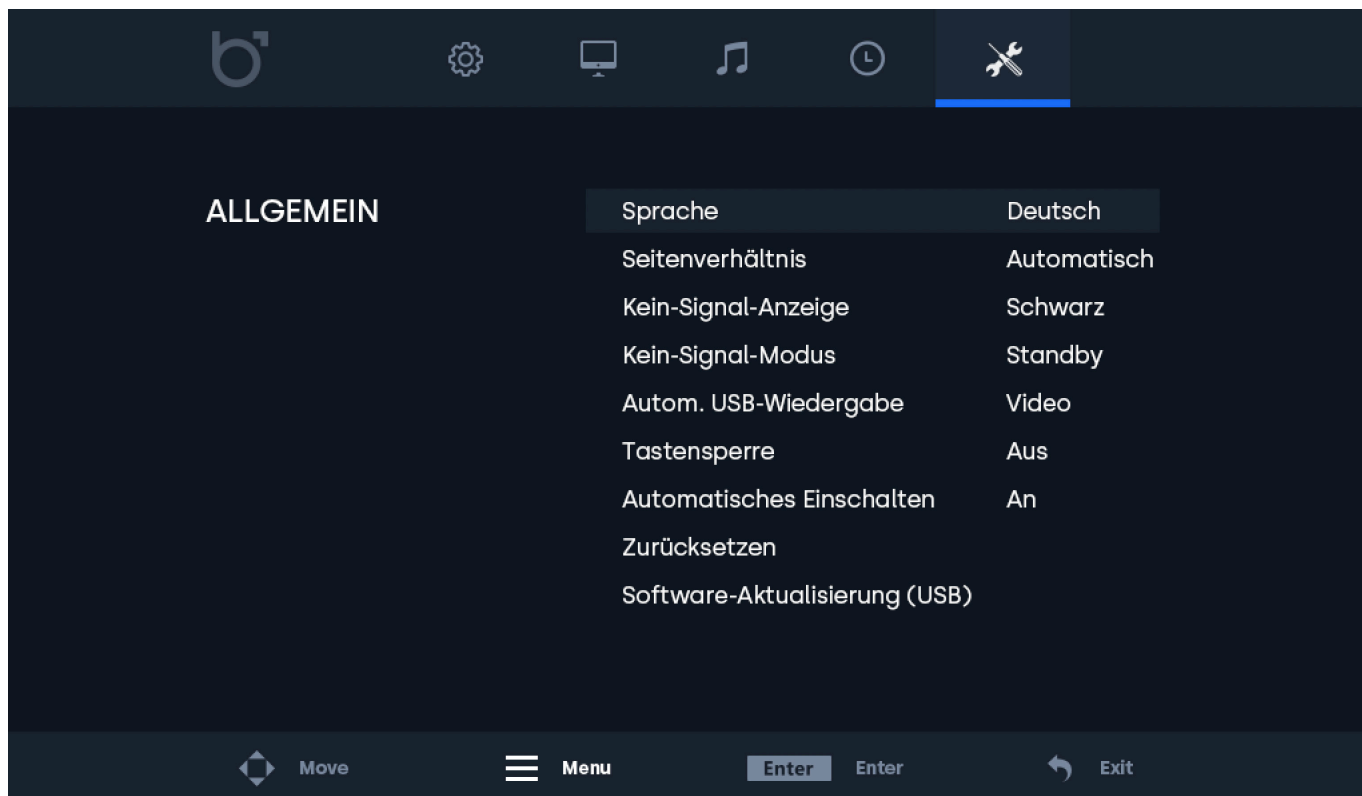 ALLGEMEIN
Sprache Deutsch
Seitenverhältnis Automatisch
Kein-Signal-Anzeige Schwarz
Kein-Signal-Modus Standby
Autom. USB-Wiedergabe Video
Tastensperre Aus
Automatisches Einschalten An
Zurücksetzen
Software-Aktualisierung (USB)
Move Menu Enter Enter Exit